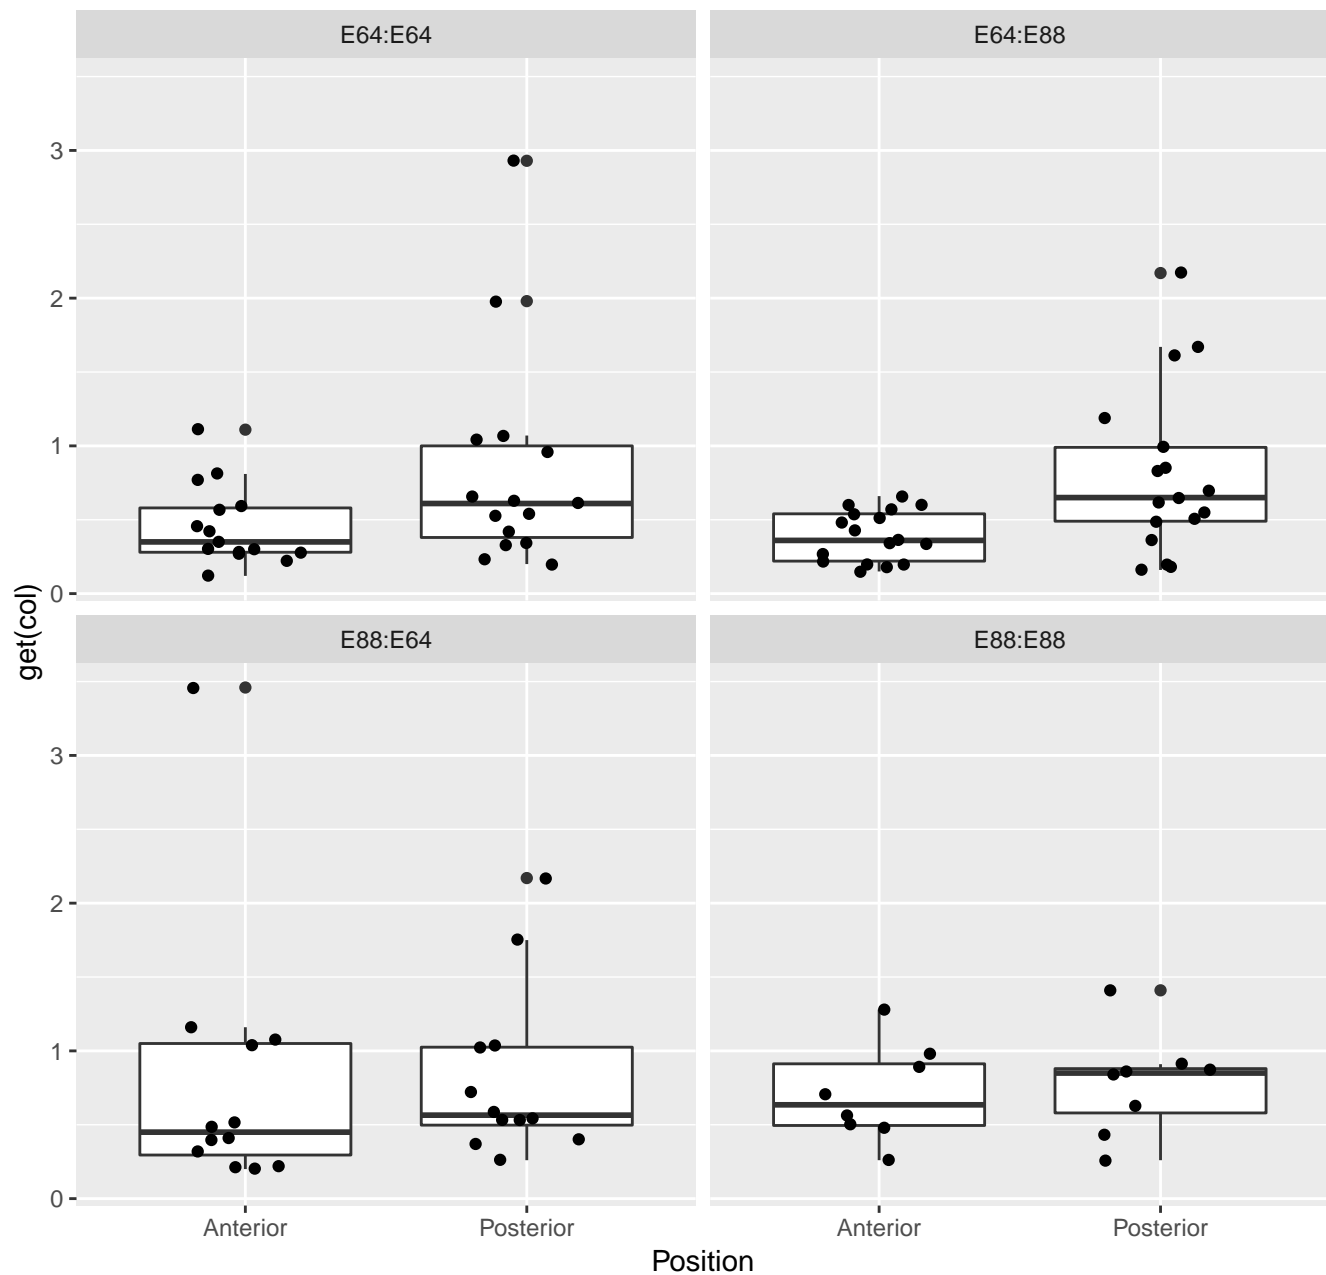 E64:E64
E64:E88
3
2
1
0
get(col)
E88:E64
E88:E88
3
2
1
0
Anterior
Posterior
Anterior
Posterior
Position